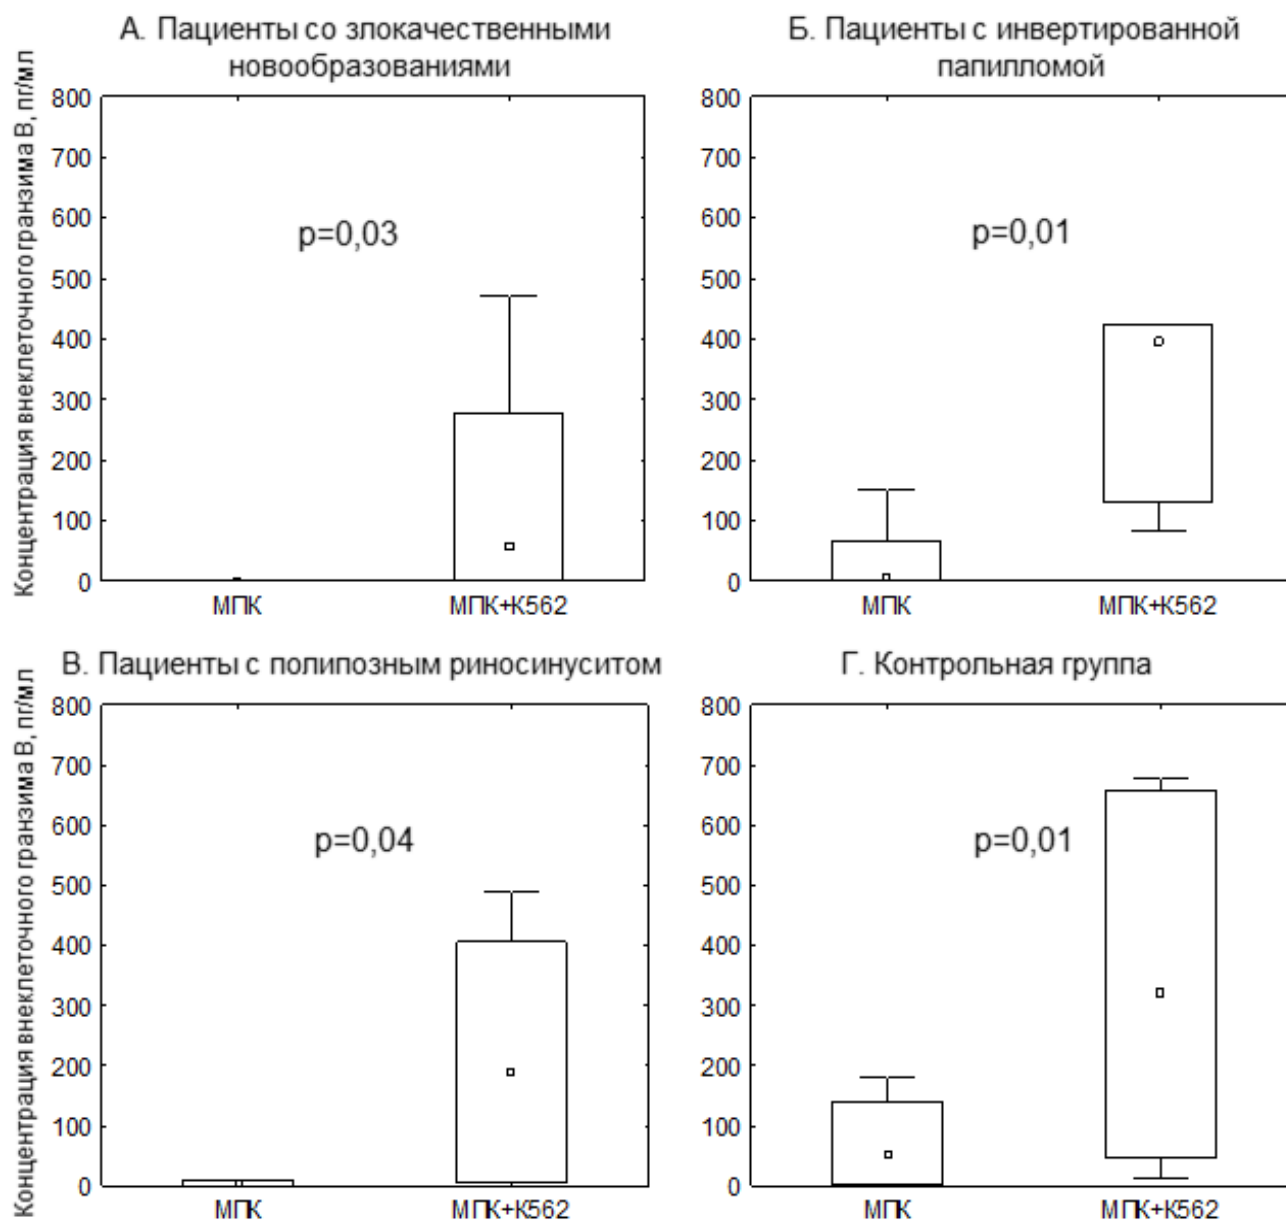 А. Пациенты со злокачественными
новообразованиями
Концентрация внеклеточного гранзима В, пг/мл
800
700
600
500
400
300
200
100
0
p=0,03
МПК
МПК+К562
Б. Пациенты с инвертированной
папилломой
800
700
600
500
400
300
200
100
0
p=0,01
МПК
МПК+К562
В. Пациенты с полипозным риносинуситом
Концентрация внеклеточного гранзима В, пг/мл
800
700
600
500
400
300
200
100
0
p=0,04
МПК
МПК+К562
Г. Контрольная группа
800
700
600
500
400
300
200
100
0
p=0,01
МПК
МПК+К562